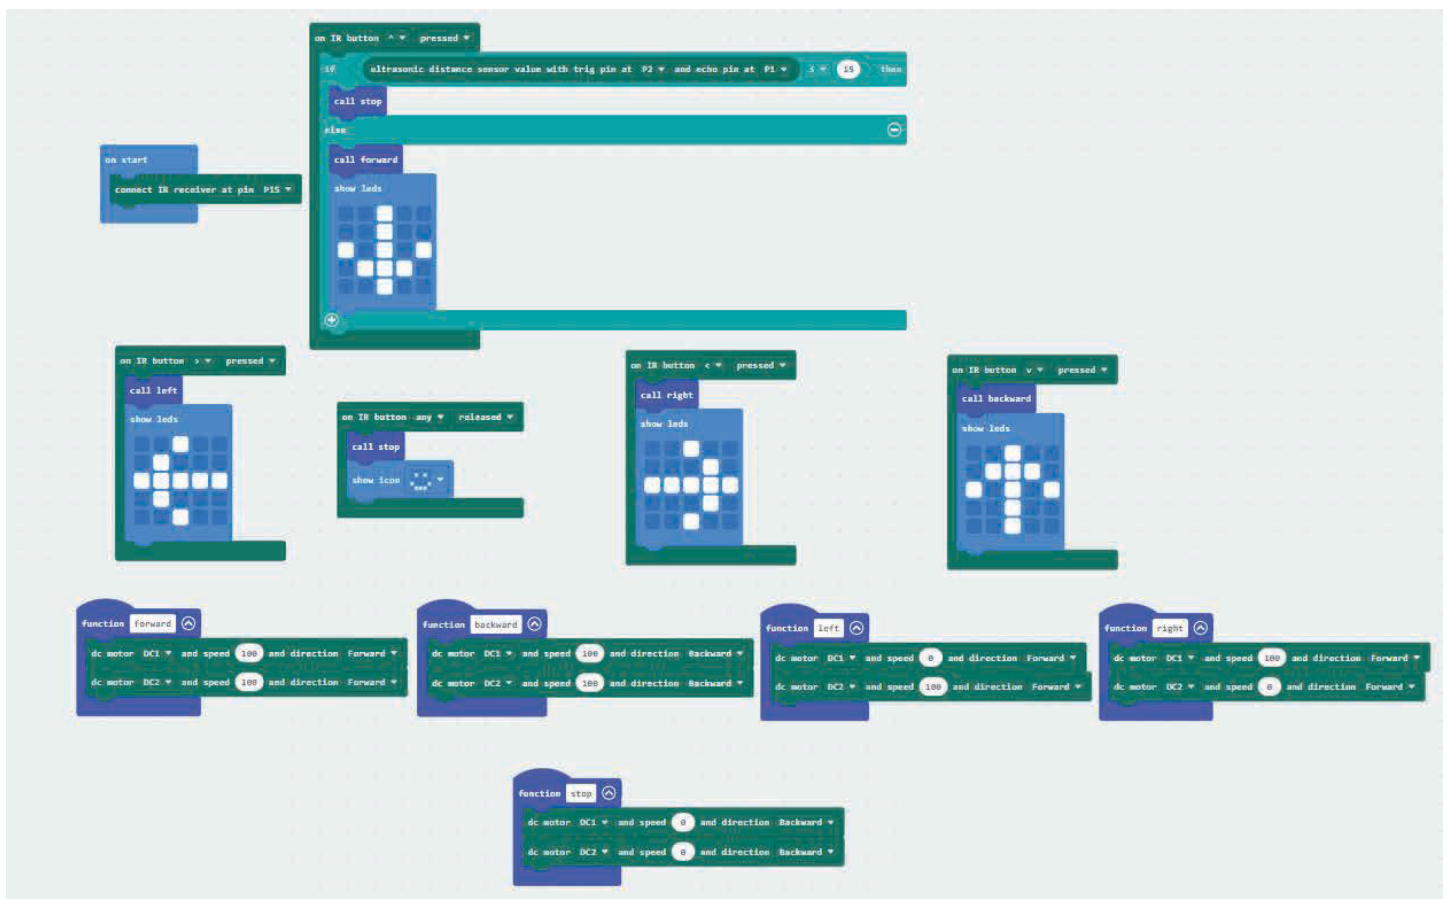 on IR button ^ pressed
if ultrasonic distance sensor value with trig pin at P2 and echo pin at P1 15 then
call stop
else
call forward
show leds
on start
connect IR receiver at pin P15
on IR button > pressed
call left
show leds
on IR button any released
call stop
show icon
on IR button < pressed
call right
show leds
on IR button v pressed
call backward
show leds
function forward
dc motor DC1 and speed 100 and direction Forward
dc motor DC2 and speed 100 and direction Forward
function backward
dc motor DC1 and speed 100 and direction Backward
dc motor DC2 and speed 100 and direction Backward
function left
dc motor DC1 and speed 0 and direction Forward
dc motor DC2 and speed 100 and direction Forward
function right
dc motor DC1 and speed 100 and direction Forward
dc motor DC2 and speed 0 and direction Forward
function stop
dc motor DC1 and speed 0 and direction Backward
dc motor DC2 and speed 0 and direction Backward